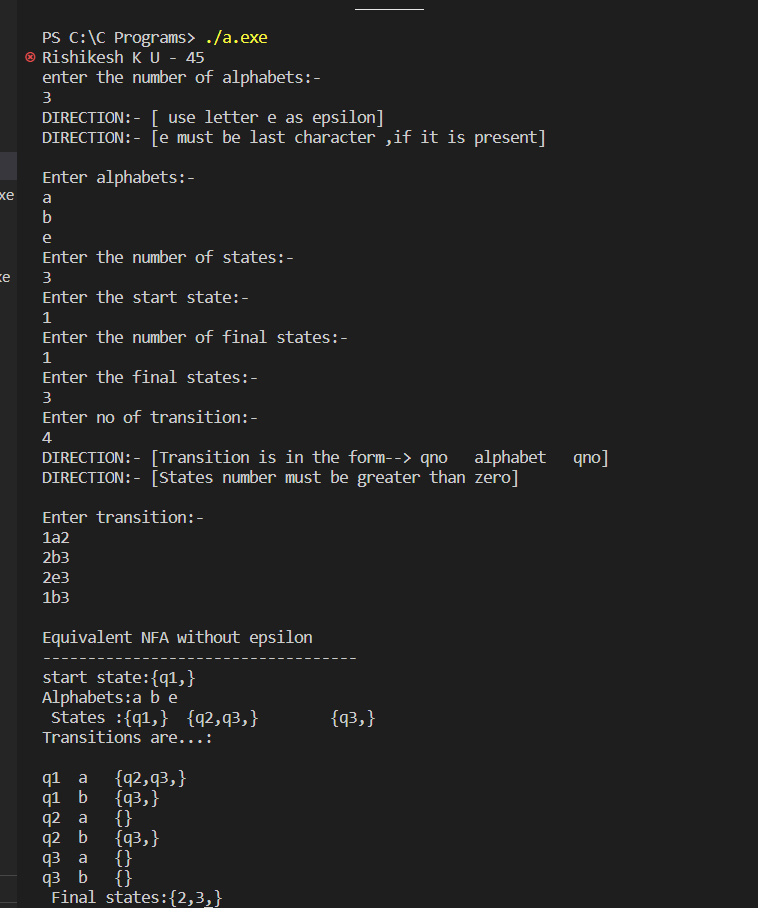 PS C:\C Programs> ./a.exe
Rishikesh K U - 45
enter the number of alphabets:-
3
DIRECTION:- [ use letter e as epsilon]
DIRECTION:- [e must be last character ,if it is present]
xe
Enter alphabets:-
a
b
e
Enter the number of states:-
xe
3
Enter the start state:-
1
Enter the number of final states:-
1
Enter the final states:-
3
Enter no of transition:-
4
DIRECTION:- [Transition is in the form--> qno   alphabet   qno]
DIRECTION:- [States number must be greater than zero]

Enter transition:-
1a2
2b3
2e3
1b3

Equivalent NFA without epsilon
-----------------------------------
start state:{q1,}
Alphabets:a b e
 States :{q1,}  {q2,q3,}        {q3,}
Transitions are...:

q1  a   {q2,q3,}
q1  b   {q3,}
q2  a   {}
q2  b   {q3,}
q3  a   {}
q3  b   {}
 Final states:{2,3,}